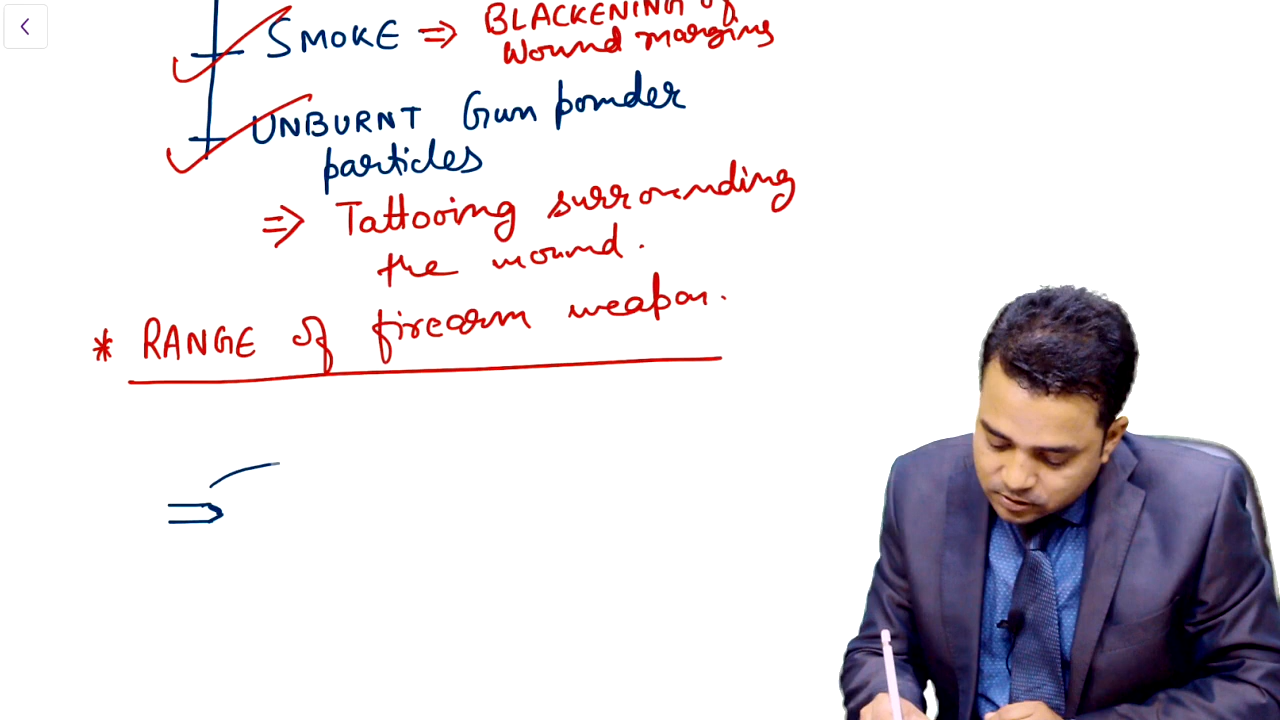 SMOKE ⇒ BLACKENING of
Wound margins
UNBURNT Gun powder
particles
⇒ Tattooing surrounding
the wound.
* RANGE of firearm weapon.